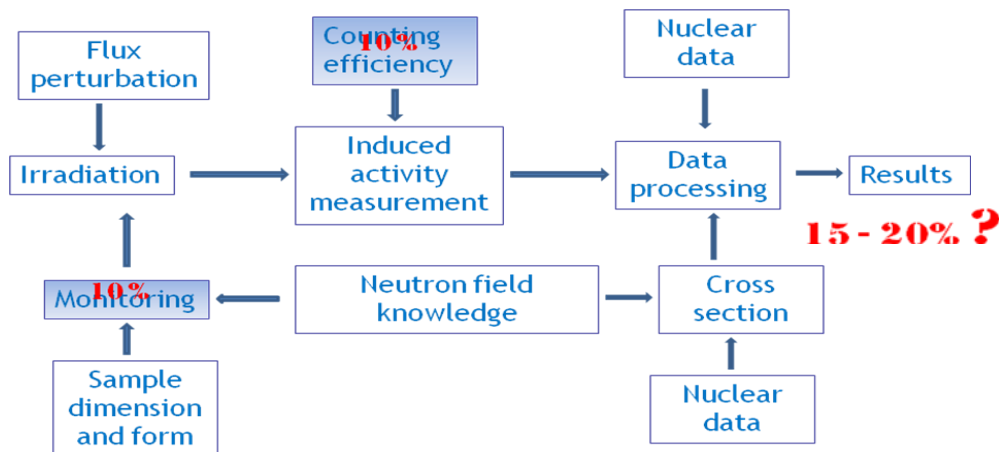 Flux
perturbation
Counting
10%
efficiency
Nuclear
data
Irradiation
Induced
activity
measurement
Data
processing
Results
15 - 20% ?
Monitoring
10%
Neutron field
knowledge
Cross
section
Sample
dimension
and form
Nuclear
data